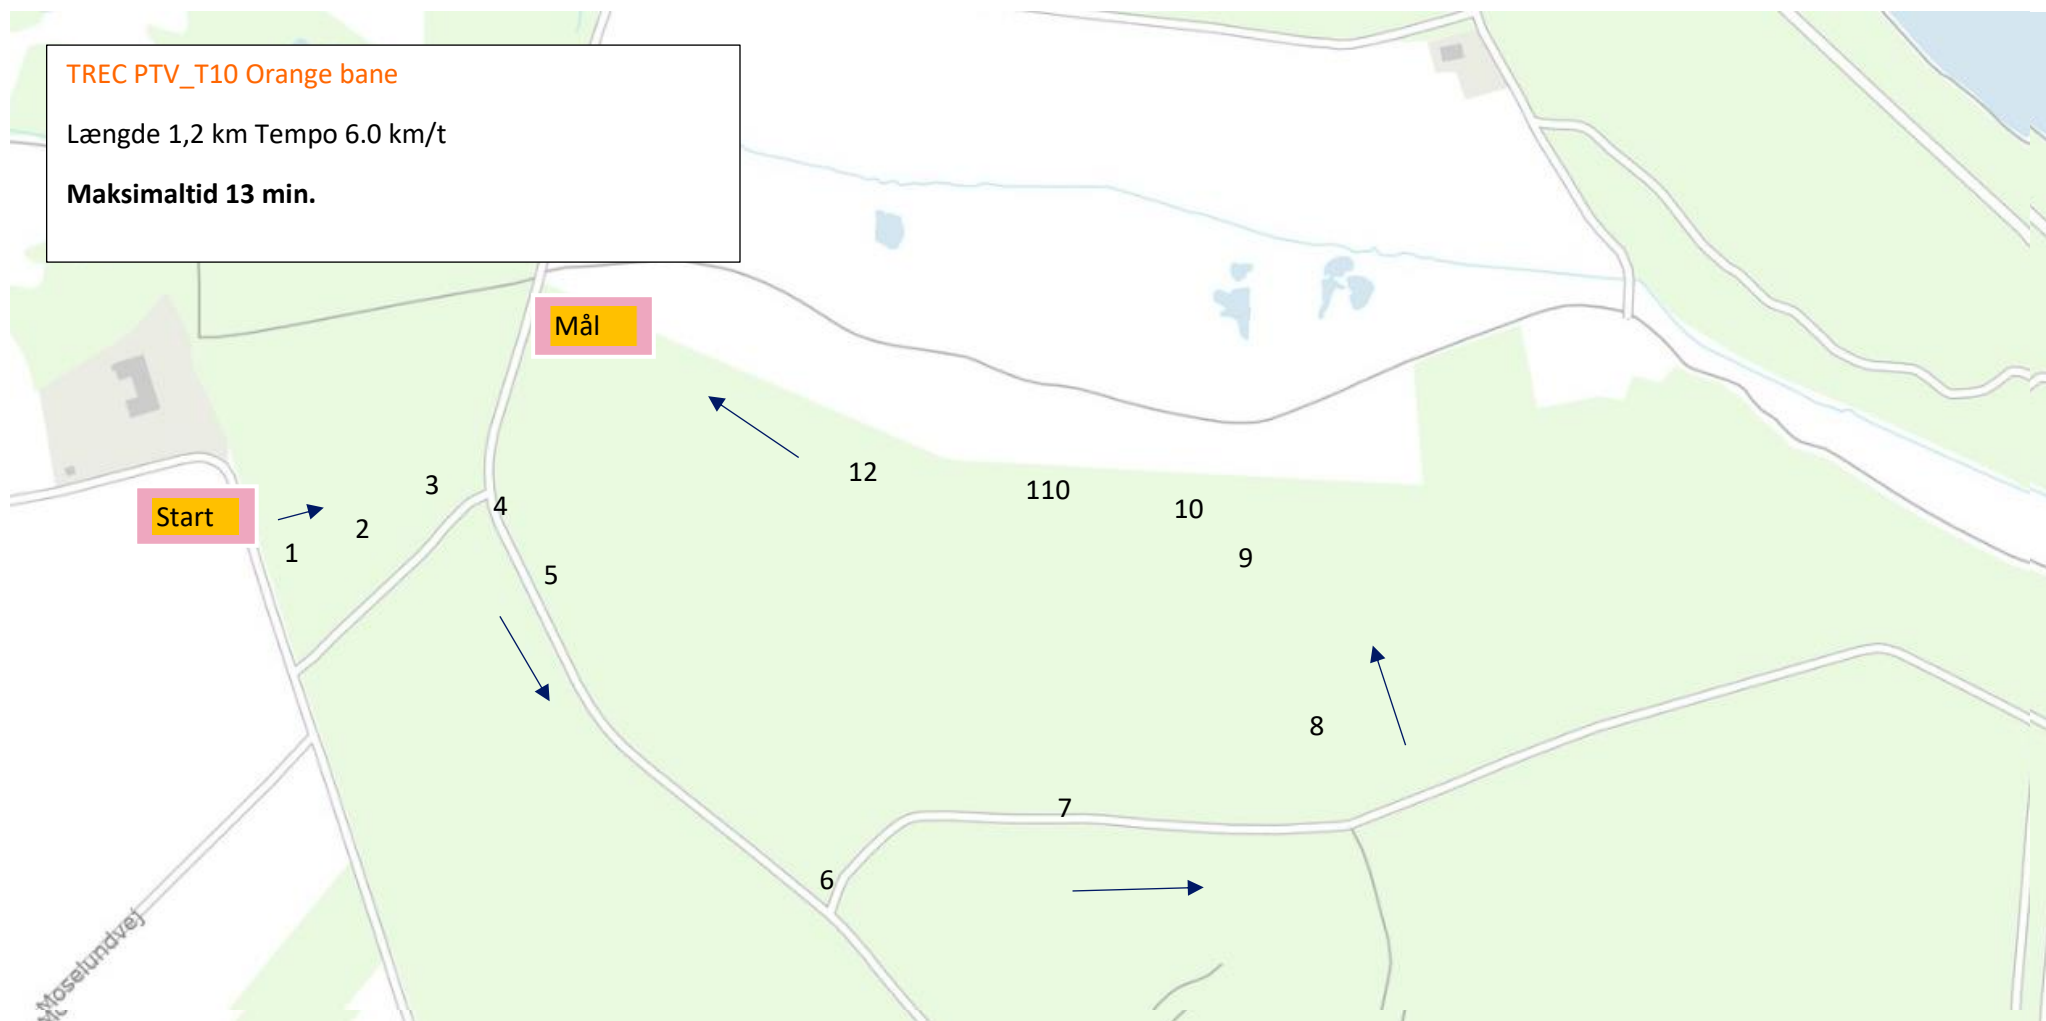 TREC PTV_T10 Orange bane
Længde 1,2 km Tempo 6.0 km/t
Maksimaltid 13 min.
Mål
3
12
110
4
10
Start
2
1
9
5
8
7
6
Moselundvej